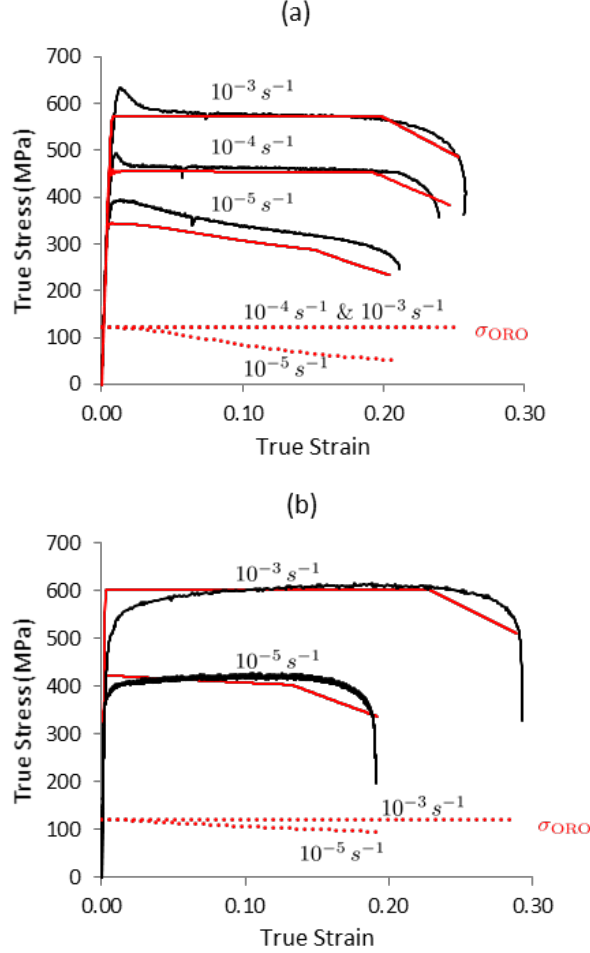 (a)
700
600
500
400
300
200
100
0
True Stress(MPa)
10⁻³ s⁻¹
10⁻⁴ s⁻¹
10⁻⁵ s⁻¹
10⁻⁴ s⁻¹ & 10⁻³ s⁻¹
σORO
10⁻⁵ s⁻¹
0.00 0.10 0.20 0.30
True Strain
(b)
700
600
500
400
300
200
100
0
True Stress(MPa)
10⁻³ s⁻¹
10⁻⁵ s⁻¹
10⁻³ s⁻¹
σORO
10⁻⁵ s⁻¹
0.00 0.10 0.20 0.30
True Strain